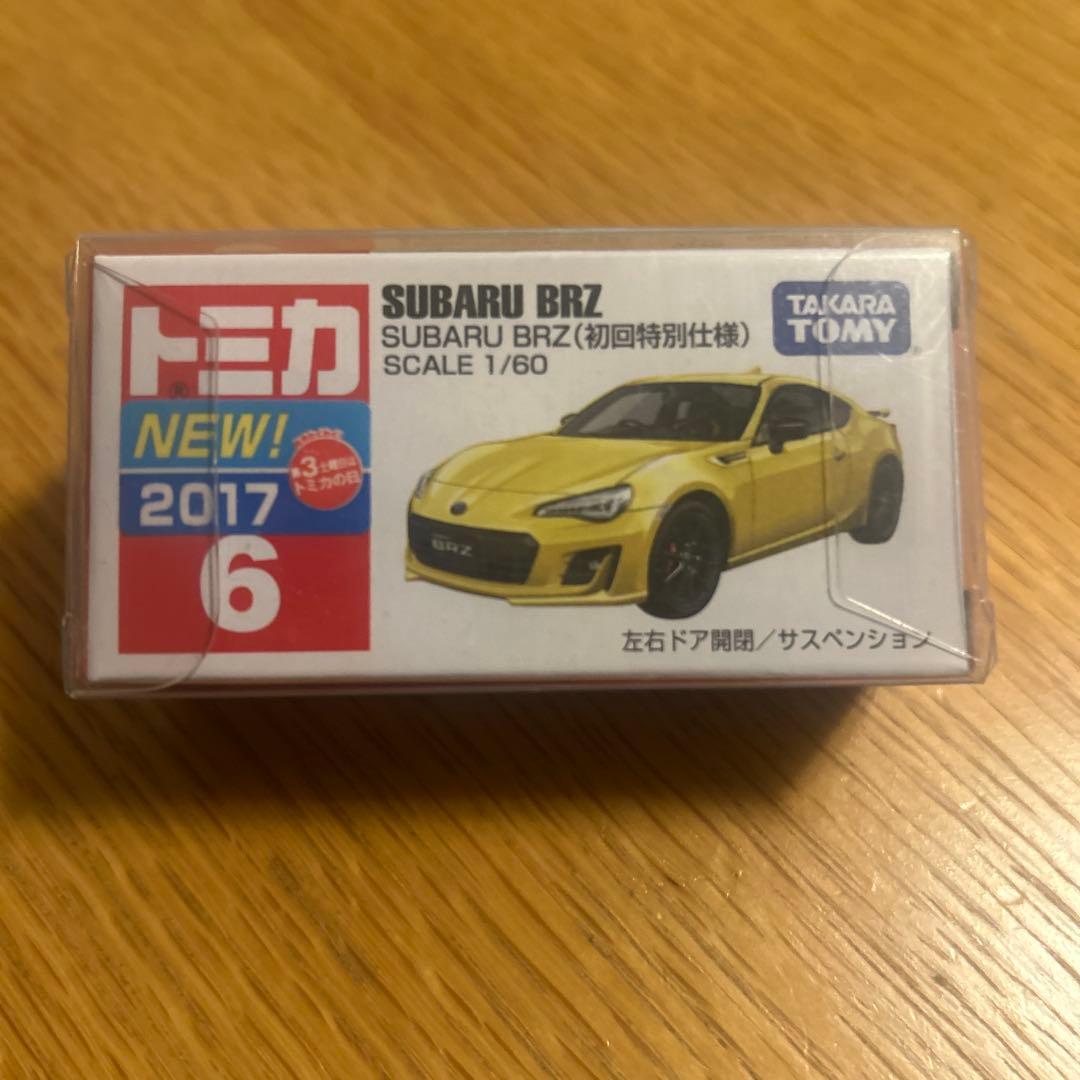 トミカ
®
NEW!
第3土曜日は
トミカの日
2017
6
SUBARU BRZ
SUBARU BRZ(初回特別仕様)
SCALE 1/60
TAKARA
TOMY
BRZ
左右ドア開閉/サスペンション